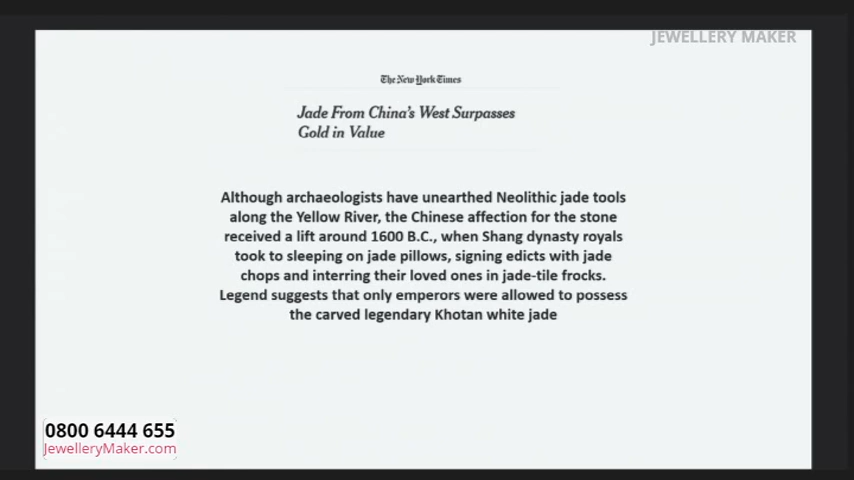 JEWELLERY MAKER
The New York Times
Jade From China's West Surpasses
Gold in Value
Although archaeologists have unearthed Neolithic jade tools
along the Yellow River, the Chinese affection for the stone
received a lift around 1600 B.C., when Shang dynasty royals
took to sleeping on jade pillows, signing edicts with jade
chops and interring their loved ones in jade-tile frocks.
Legend suggests that only emperors were allowed to possess
the carved legendary Khotan white jade
0800 6444 655
JewelleryMaker.com